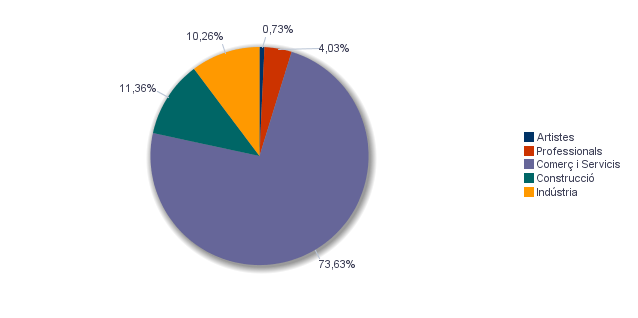 0,73%
10,26%
4,03%
11,36%
73,63%
Artistes
Professionals
Comerç i Servicis
Construcció
Indústria